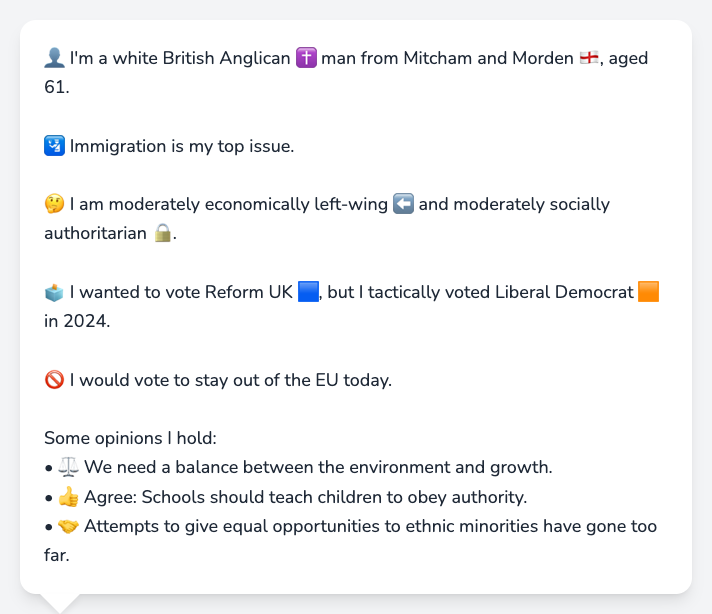 👤 I'm a white British Anglican ✝️ man from Mitcham and Morden 🏴󠁧󠁢󠁥󠁮󠁧󠁿, aged
61.
🛂 Immigration is my top issue.
🤔 I am moderately economically left-wing ⬅️ and moderately socially
authoritarian 🔒.
🗳️ I wanted to vote Reform UK 🟦, but I tactically voted Liberal Democrat 🟧
in 2024.
🚫 I would vote to stay out of the EU today.
Some opinions I hold:
• ⚖️ We need a balance between the environment and growth.
• 👍 Agree: Schools should teach children to obey authority.
• 🤝 Attempts to give equal opportunities to ethnic minorities have gone too
far.